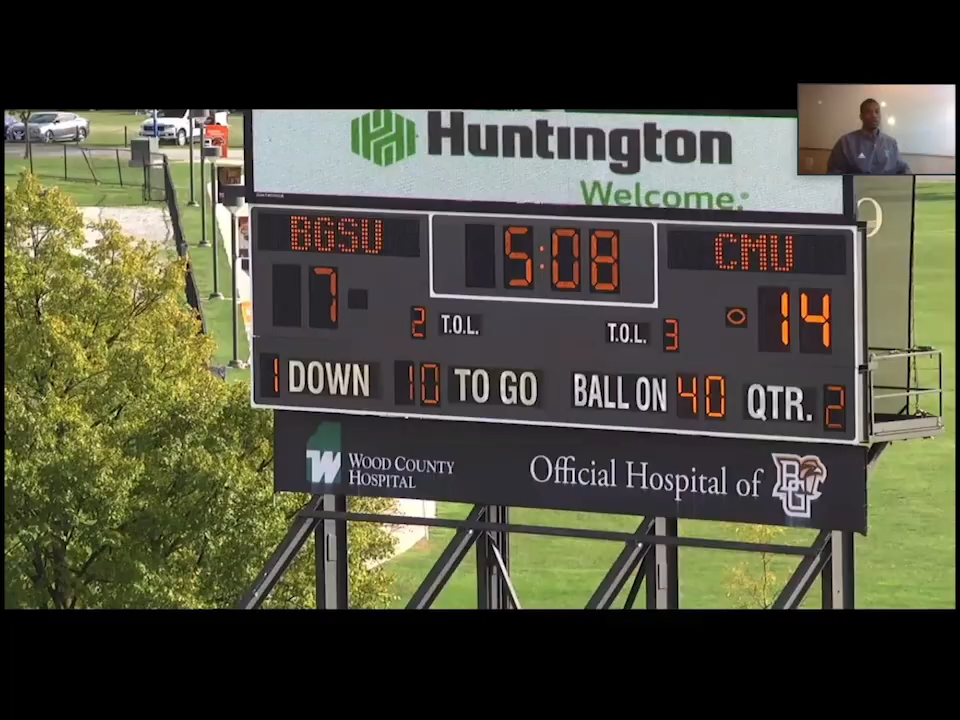 Huntington
Welcome.
BGSU 5:08 CMU
7 14
2 T.O.L. T.O.L. 3
1 DOWN 10 TO GO BALL ON 40 QTR. 2
W WOOD COUNTY
HOSPITAL
Official Hospital of BG